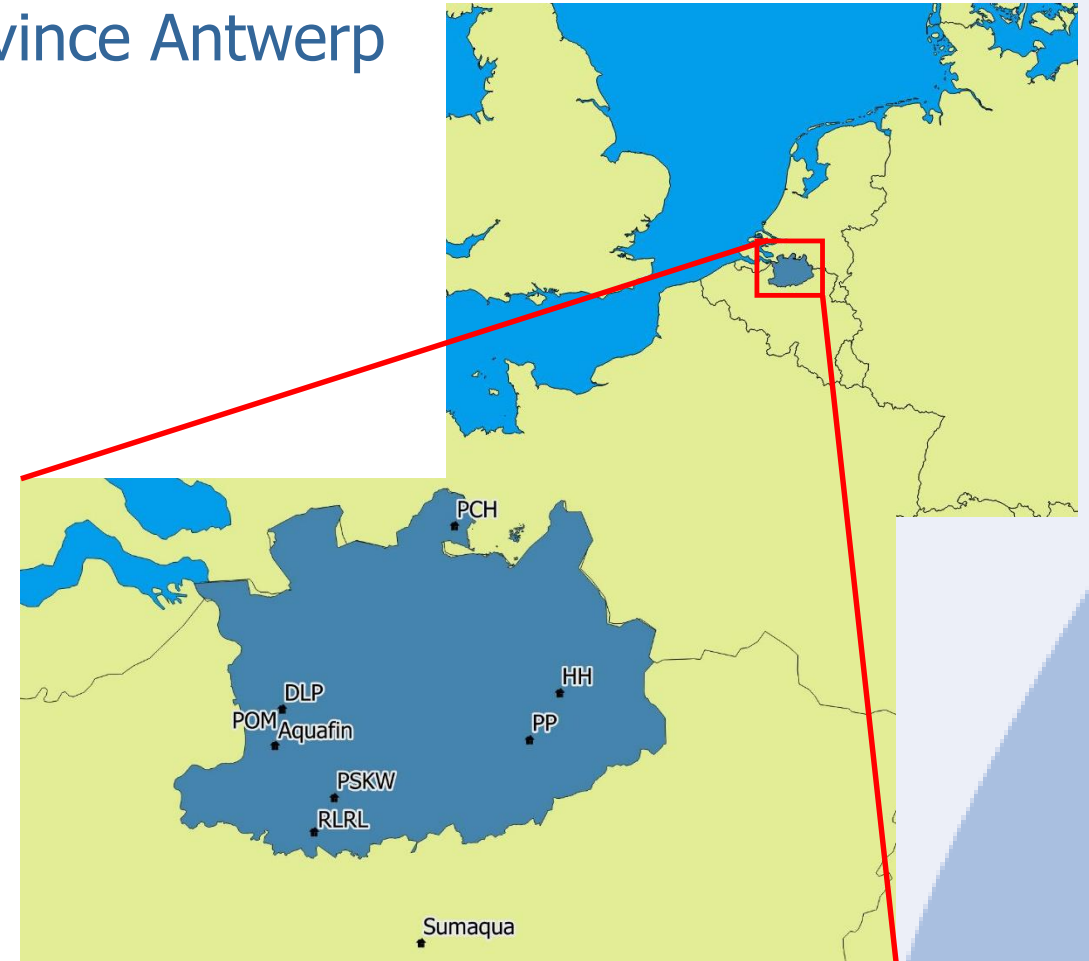 vince Antwerp
PCH
HH
DLP
POM
Aquafin
PP
PSKW
RLRL
Sumaqua